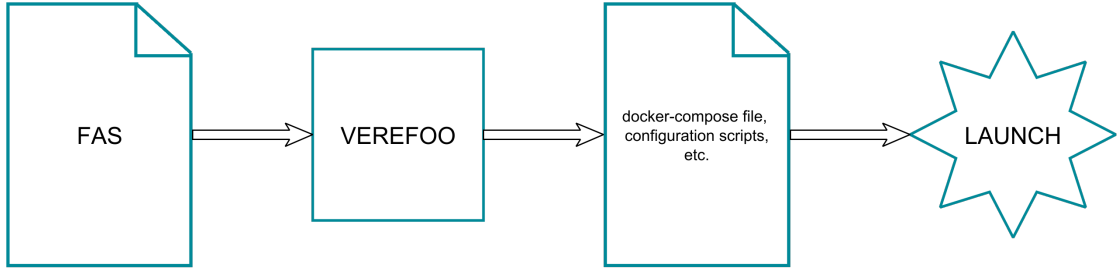 FAS
VEREFOO
docker-compose file,
configuration scripts,
etc.
LAUNCH